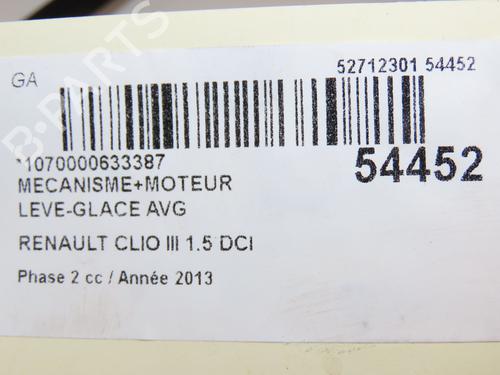 GA
52712301 54452
*1070000633387
54452
MECANISME+MOTEUR
LEVE-GLACE AVG
RENAULT CLIO III 1.5 DCI
Phase 2 cc / Année 2013
B-PARTS